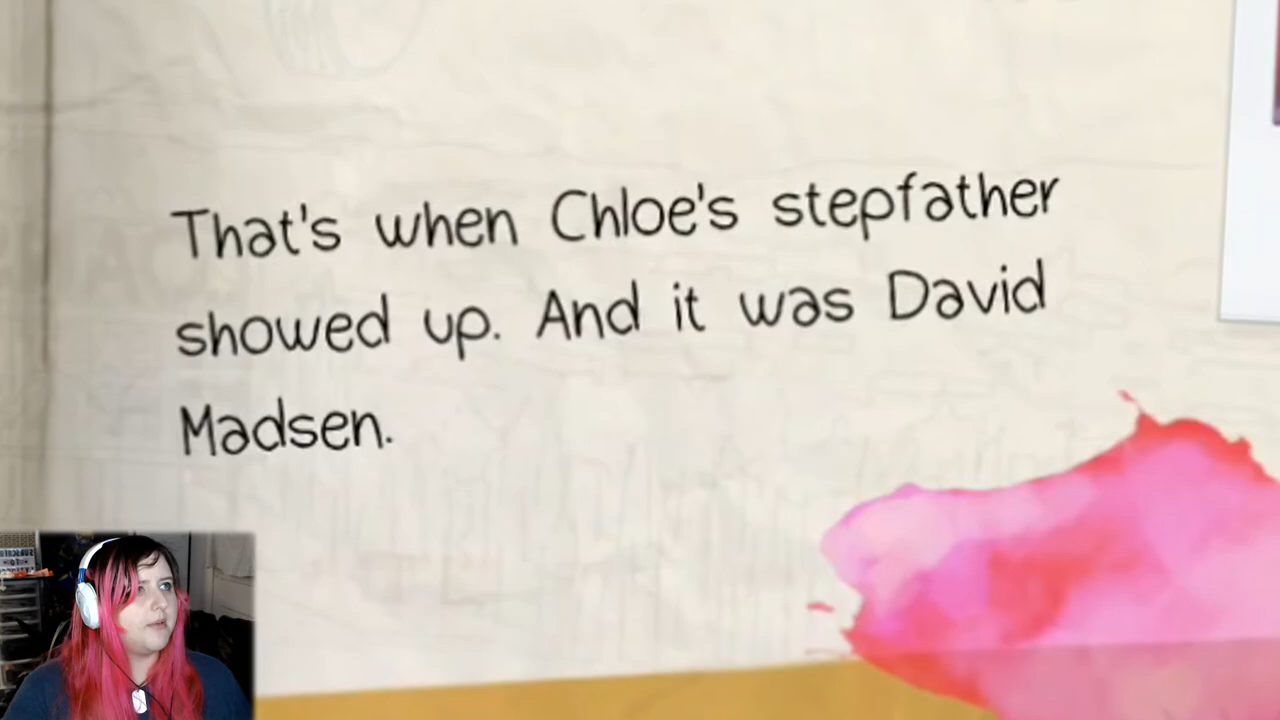 That's when Chloe's stepfather
showed up. And it was David
Madsen.